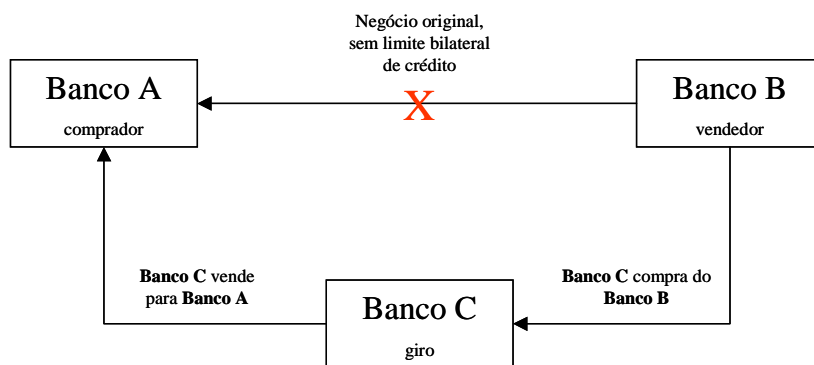 Negócio original,
sem limite bilateral
de crédito
Banco A
comprador
X
Banco B
vendedor
Banco C vende
para Banco A
Banco C compra do
Banco B
Banco C
giro